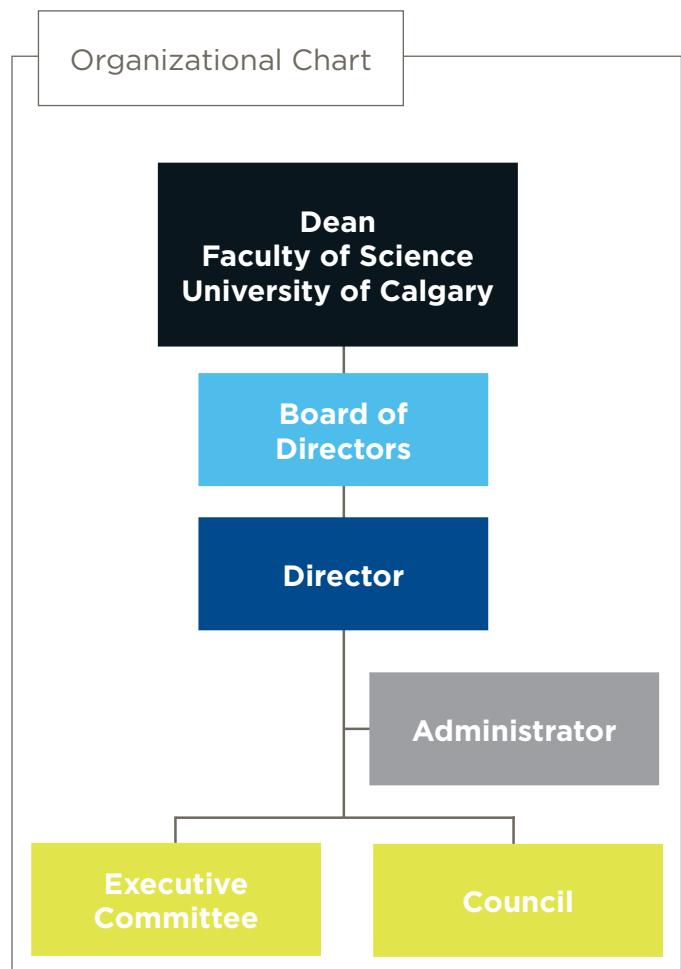 Organizational Chart
Dean
Faculty of Science
University of Calgary
Board of
Directors
Director
Administrator
Executive
Committee
Council